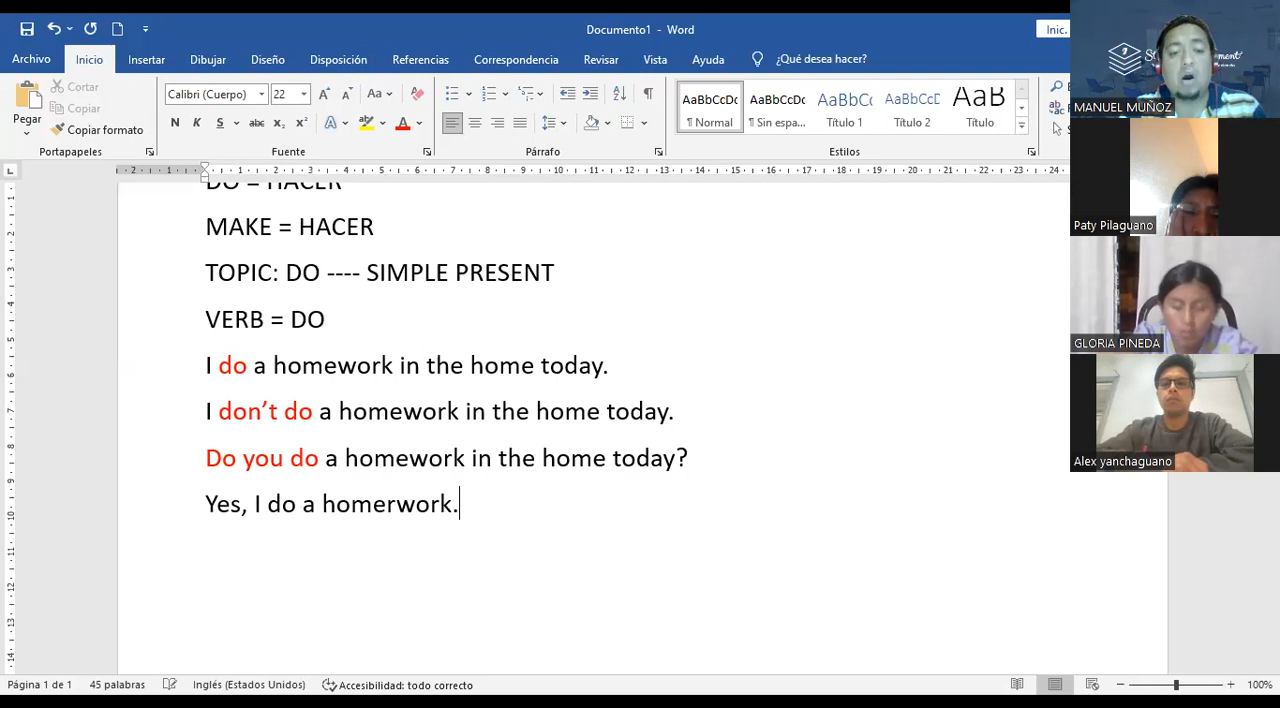 Documento1 - Word
Inic.
Archivo
Inicio
Insertar
Dibujar
Diseño
Disposición
Referencias
Correspondencia
Revisar
Vista
Ayuda
¿Qué desea hacer?
Pegar
Cortar
Copiar
Copiar formato
Portapapeles
Calibri (Cuerpo)
22
Fuente
Párrafo
AaBbCcDc
¶ Normal
AaBbCcDc
¶ Sin espa...
AaBbCc
Título 1
AaBbCcD
Título 2
AaB
Título
Estilos
DO = HACER
MAKE = HACER
TOPIC: DO ---- SIMPLE PRESENT
VERB = DO
I do a homework in the home today.
I don’t do a homework in the home today.
Do you do a homework in the home today?
Yes, I do a homerwork.
MANUEL MUÑOZ
Paty Pilaguano
GLORIA PINEDA
Alex yanchaguano
Página 1 de 1
45 palabras
Inglés (Estados Unidos)
Accesibilidad: todo correcto
100%